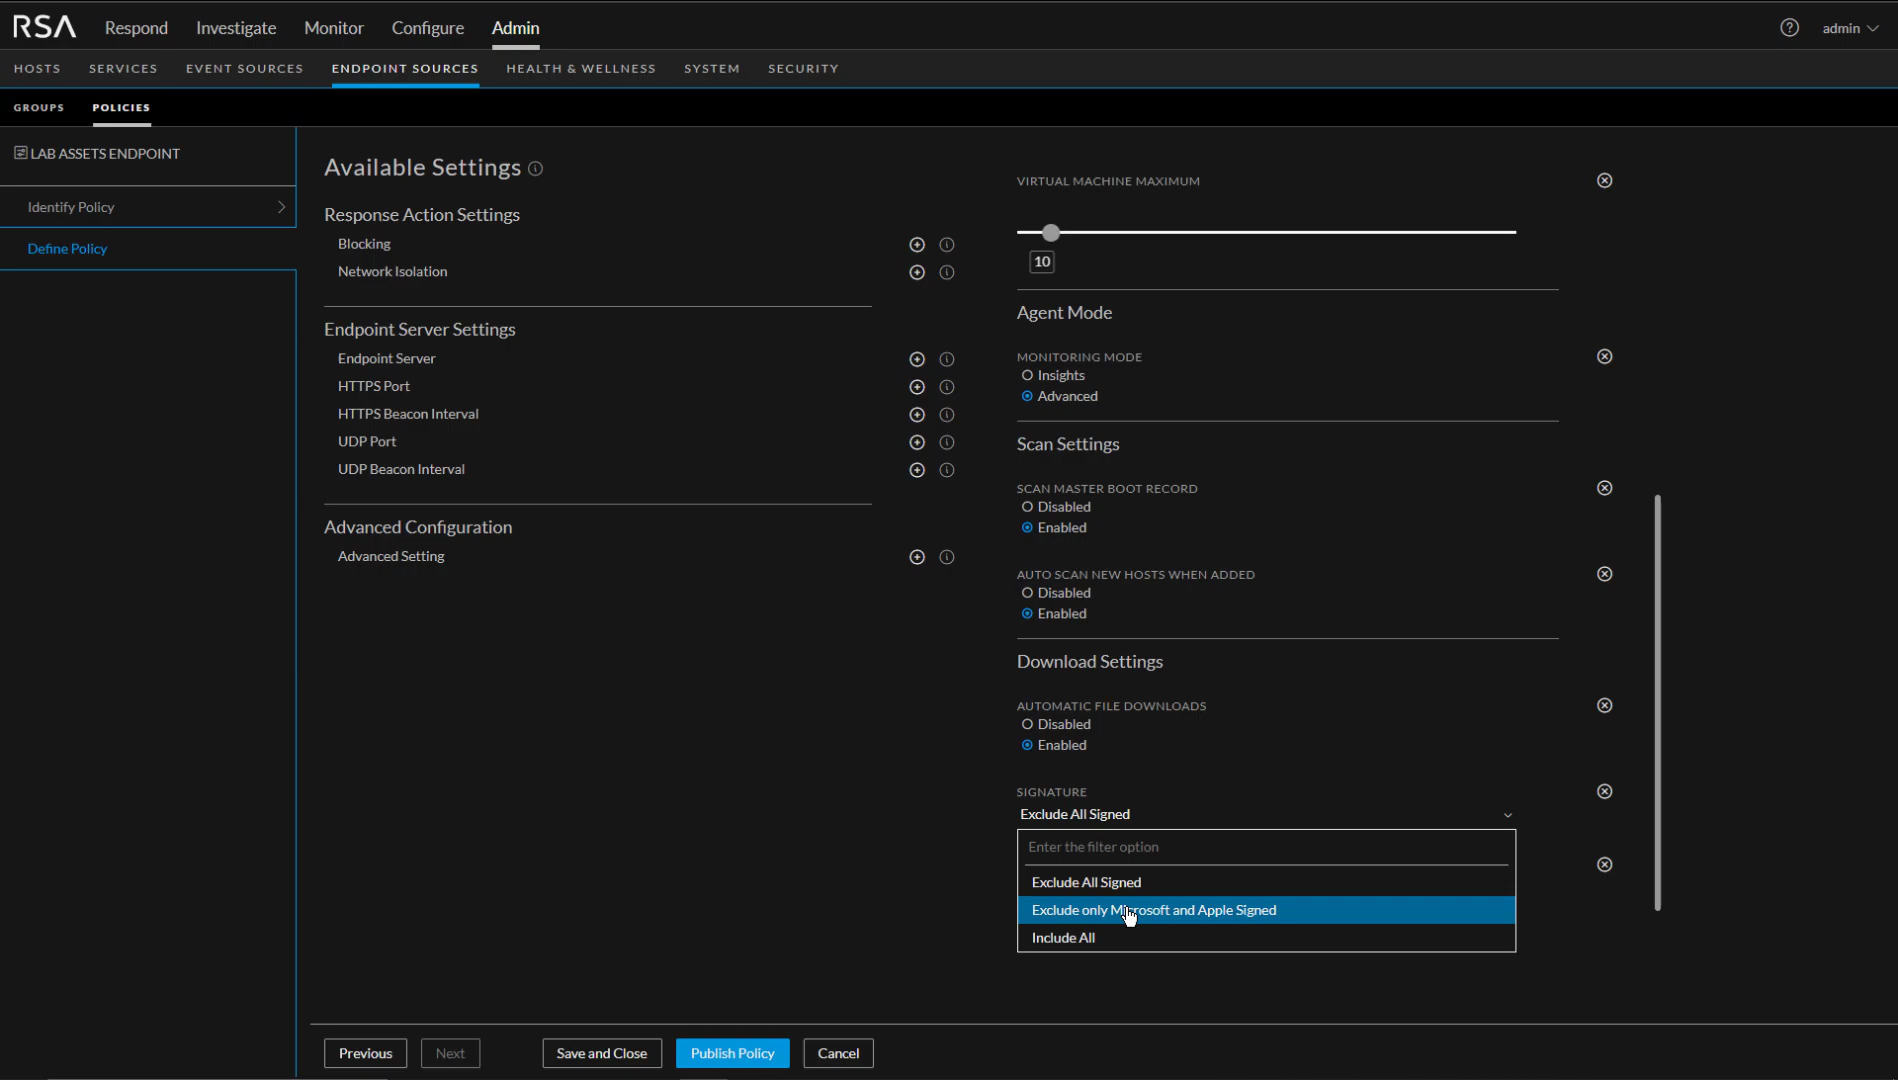 RSA Respond Investigate Monitor Configure Admin admin
HOSTS SERVICES EVENT SOURCES ENDPOINT SOURCES HEALTH & WELLNESS SYSTEM SECURITY
GROUPS POLICIES
LAB ASSETS ENDPOINT
Identify Policy
Define Policy
Available Settings
Response Action Settings
Blocking
Network Isolation
Endpoint Server Settings
Endpoint Server
HTTPS Port
HTTPS Beacon Interval
UDP Port
UDP Beacon Interval
Advanced Configuration
Advanced Setting
VIRTUAL MACHINE MAXIMUM
10
Agent Mode
MONITORING MODE
Insights
Advanced
Scan Settings
SCAN MASTER BOOT RECORD
Disabled
Enabled
AUTO SCAN NEW HOSTS WHEN ADDED
Disabled
Enabled
Download Settings
AUTOMATIC FILE DOWNLOADS
Disabled
Enabled
SIGNATURE
Exclude All Signed
Enter the filter option
Exclude All Signed
Exclude only Microsoft and Apple Signed
Include All
Previous Next Save and Close Publish Policy Cancel